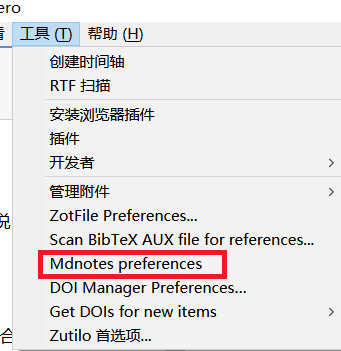 ero
看 工具 (T) 帮助 (H)
创建时间轴
RTF 扫描
安装浏览器插件
插件
开发者
管理附件
税
ZotFile Preferences...
Scan BibTeX AUX file for references...
Mdnotes preferences
DOI Manager Preferences...
Get DOIs for new items
合
Zutilo 首选项...